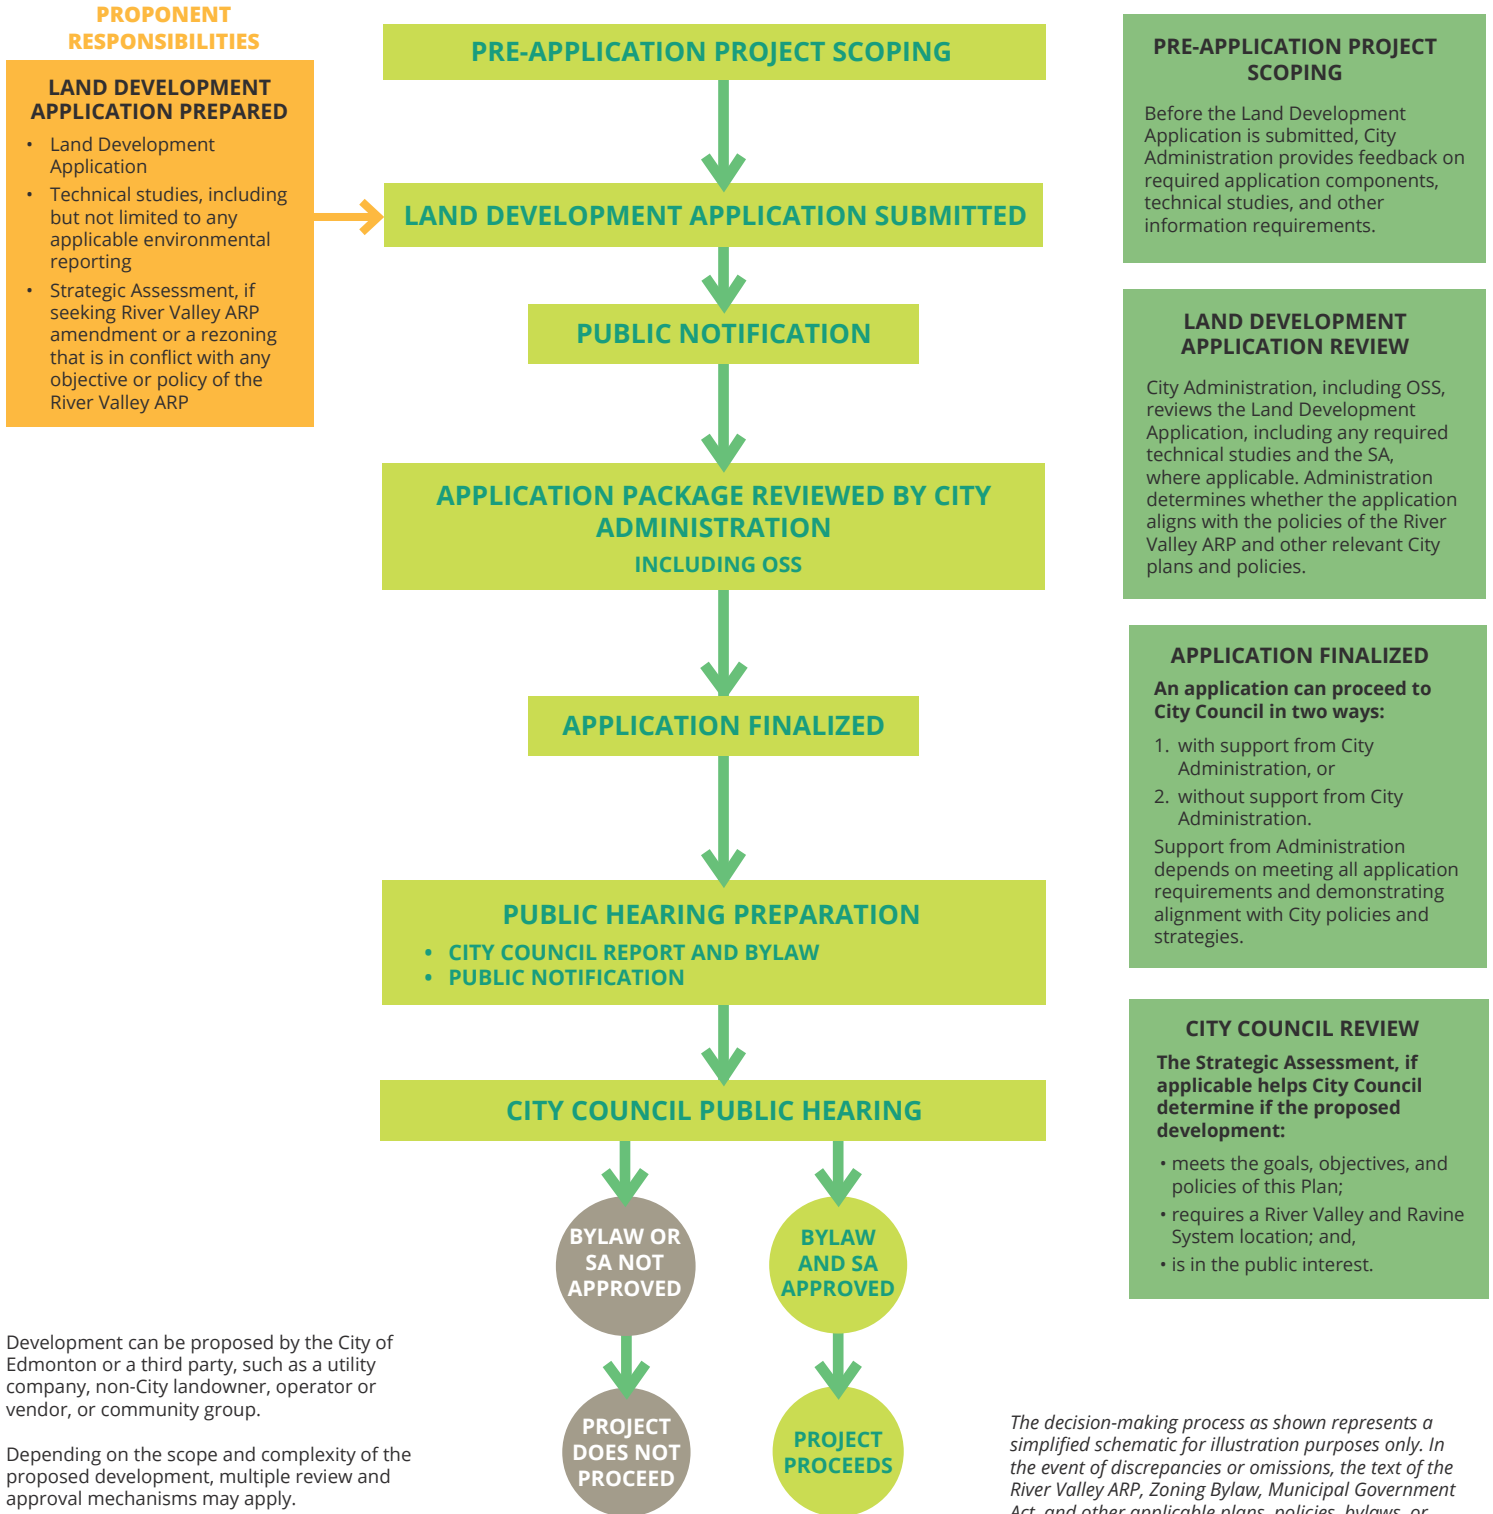 PROPONENT
RESPONSIBILITIES
LAND DEVELOPMENT
APPLICATION PREPARED
• Land Development
Application
• Technical studies, including
but not limited to any
applicable environmental
reporting
• Strategic Assessment, if
seeking River Valley ARP
amendment or a rezoning
that is in conflict with any
objective or policy of the
River Valley ARP
PRE-APPLICATION PROJECT SCOPING
LAND DEVELOPMENT APPLICATION SUBMITTED
PUBLIC NOTIFICATION
APPLICATION PACKAGE REVIEWED BY CITY
ADMINISTRATION
INCLUDING OSS
APPLICATION FINALIZED
PUBLIC HEARING PREPARATION
• CITY COUNCIL REPORT AND BYLAW
• PUBLIC NOTIFICATION
CITY COUNCIL PUBLIC HEARING
BYLAW OR
SA NOT
APPROVED
PROJECT
DOES NOT
PROCEED
BYLAW
AND SA
APPROVED
PROJECT
PROCEEDS
PRE-APPLICATION PROJECT
SCOPING
Before the Land Development
Application is submitted, City
Administration provides feedback on
required application components,
technical studies, and other
information requirements.
LAND DEVELOPMENT
APPLICATION REVIEW
City Administration, including OSS,
reviews the Land Development
Application, including any required
technical studies and the SA,
where applicable. Administration
determines whether the application
aligns with the policies of the River
Valley ARP and other relevant City
plans and policies.
APPLICATION FINALIZED
An application can proceed to
City Council in two ways:
1. with support from City
Administration, or
2. without support from City
Administration.
Support from Administration
depends on meeting all application
requirements and demonstrating
alignment with City policies and
strategies.
CITY COUNCIL REVIEW
The Strategic Assessment, if
applicable helps City Council
determine if the proposed
development:
• meets the goals, objectives, and
policies of this Plan;
• requires a River Valley and Ravine
System location; and,
• is in the public interest.
Development can be proposed by the City of
Edmonton or a third party, such as a utility
company, non-City landowner, operator or
vendor, or community group.
Depending on the scope and complexity of the
proposed development, multiple review and
approval mechanisms may apply.
The decision-making process as shown represents a
simplified schematic for illustration purposes only. In
the event of discrepancies or omissions, the text of the
River Valley ARP, Zoning Bylaw, Municipal Government
Act, and other applicable plans, policies, bylaws, or